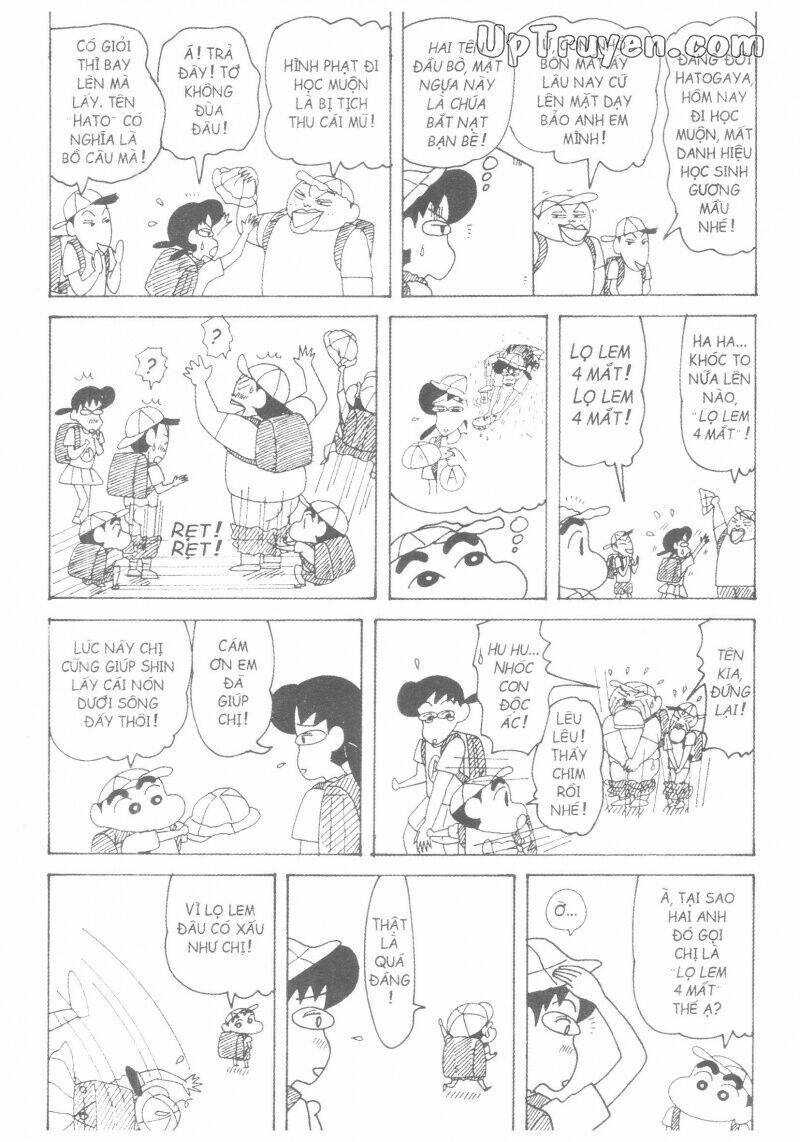 UpTruyen.com
ĐANG ĐỢI
HATOGAYA,
HÔM NAY
ĐI HỌC
MUỘN, MẤT
DANH HIỆU
HỌC SINH
GƯƠNG
MẪU
NHÉ!
BỐN MẮT ẤY
LÂU NAY CỨ
LÊN MẶT DẠY
BẢO ANH EM
MÌNH!
HAI TÊN
ĐẦU BÒ, MẶT
NGỰA NÀY
LÀ CHÚA
BẮT NẠT
BẠN BÈ!
HÌNH PHẠT ĐI
HỌC MUỘN
LÀ BỊ TỊCH
THU CÁI MŨ!
Á! TRẢ
ĐÂY! TỚ
KHÔNG
ĐÙA
ĐÂU!
CÓ GIỎI
THÌ BAY
LÊN MÀ
LẤY. TÊN
"HATO" CÓ
NGHĨA LÀ
BỒ CÂU MÀ!
HA HA...
KHÓC TO
NỮA LÊN
NÀO,
"LỌ LEM
4 MẮT"!
LỌ LEM
4 MẮT!
LỌ LEM
4 MẮT!
A
?
?
RẸT!
RẸT!
TÊN
KIA,
ĐỨNG
LẠI!
HU HU...
NHÓC
CON
ĐỘC
ÁC!
LÊU
LÊU!
THẤY
CHIM
RỒI
NHÉ!
CÁM
ƠN EM
ĐÃ
GIÚP
CHỊ!
LÚC NÃY CHỊ
CŨNG GIÚP SHIN
LẤY CÁI NÓN
DƯỚI SÔNG
ĐẤY THÔI!
À, TẠI SAO
HAI ANH
ĐÓ GỌI
CHỊ LÀ
"LỌ LEM
4 MẮT"
THẾ Ạ?
Ờ...
THẬT
LÀ
QUÁ
ĐÁNG!
VÌ LỌ LEM
ĐÂU CÓ XẤU
NHƯ CHỊ!